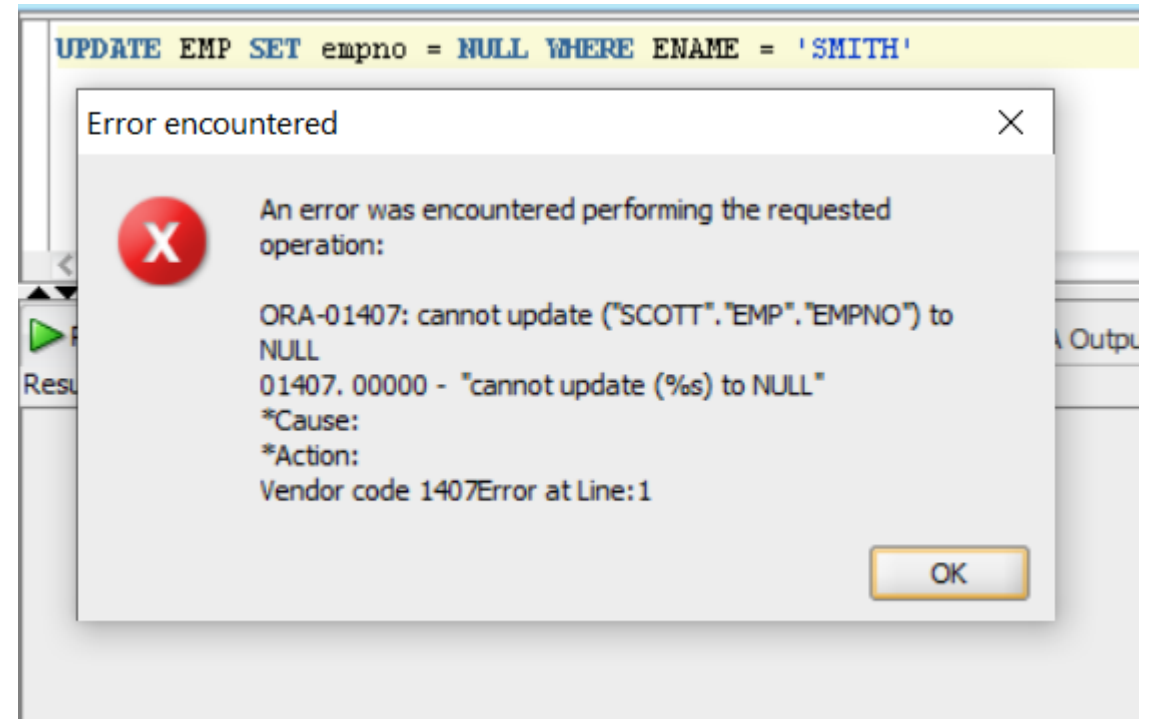 UPDATE EMP SET empno = NULL WHERE ENAME = 'SMITH'
Error encountered
An error was encountered performing the requested
operation:
ORA-01407: cannot update ("SCOTT"."EMP"."EMPNO") to
NULL
01407. 00000 -  "cannot update (%s) to NULL"
*Cause:
*Action:
Vendor code 1407Error at Line:1
OK